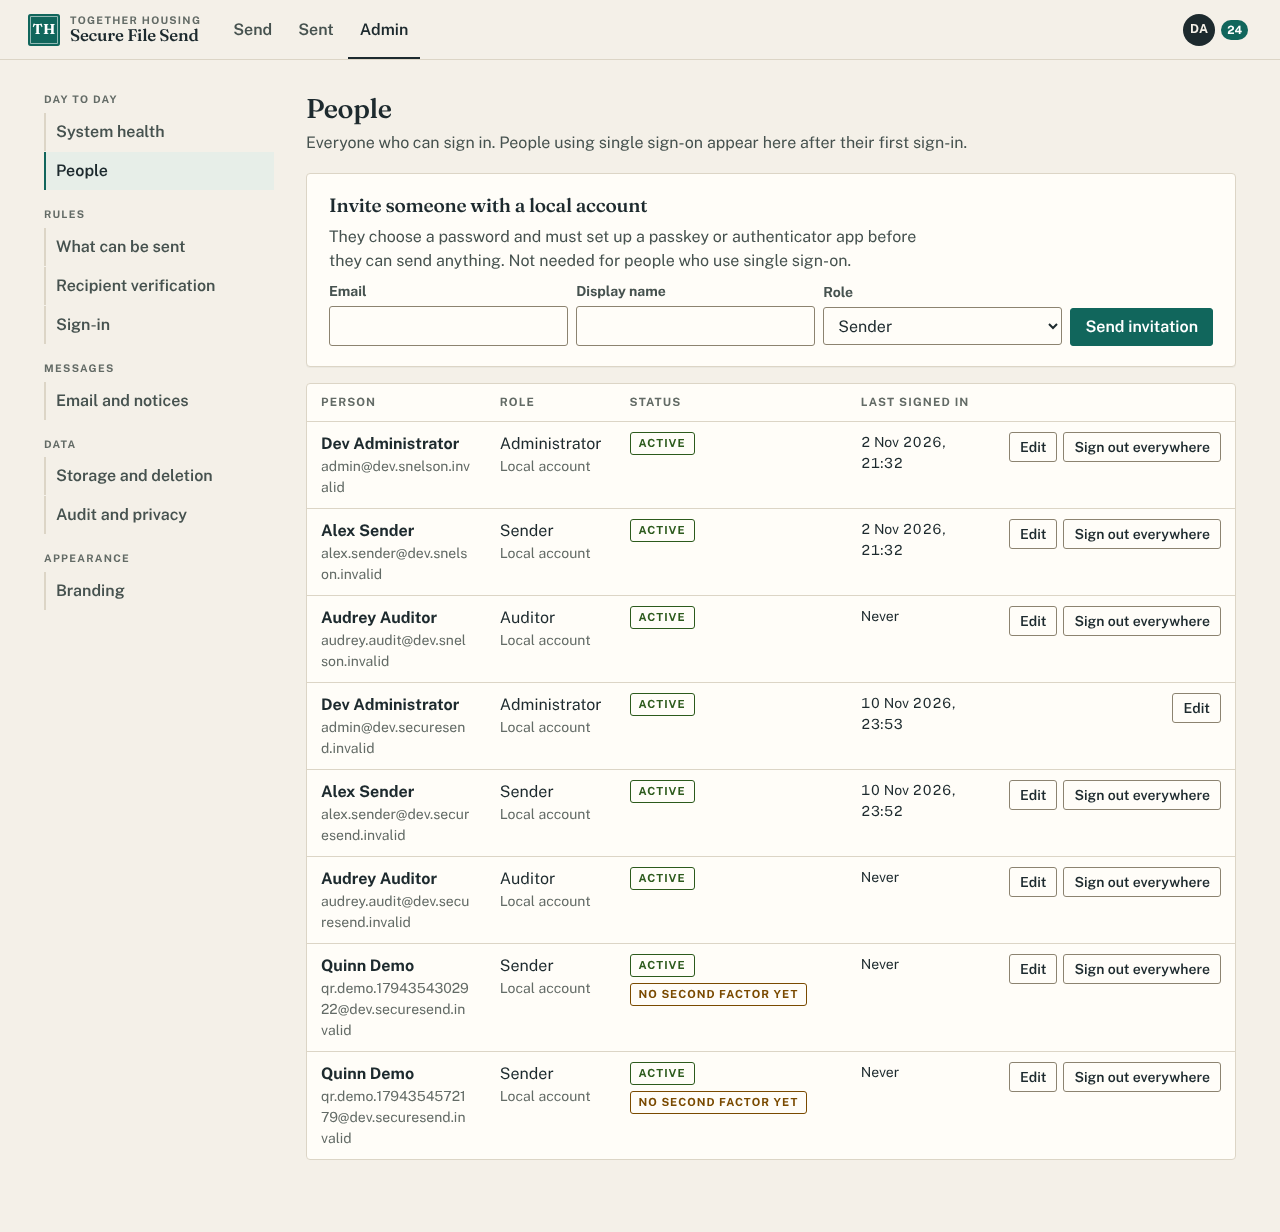 TH
TOGETHER HOUSING
Secure File Send
Send
Sent
Admin
DA
24
DAY TO DAY
System health
People
RULES
What can be sent
Recipient verification
Sign-in
MESSAGES
Email and notices
DATA
Storage and deletion
Audit and privacy
APPEARANCE
Branding
People
Everyone who can sign in. People using single sign-on appear here after their first sign-in.
Invite someone with a local account
They choose a password and must set up a passkey or authenticator app before
they can send anything. Not needed for people who use single sign-on.
Email
Display name
Role
Sender
Send invitation
PERSON ROLE STATUS LAST SIGNED IN
Dev Administrator Administrator ACTIVE 2 Nov 2026, Edit Sign out everywhere
admin@dev.snelson.inv Local account 21:32
alid
Alex Sender Sender ACTIVE 2 Nov 2026, Edit Sign out everywhere
alex.sender@dev.snels Local account 21:32
on.invalid
Audrey Auditor Auditor ACTIVE Never Edit Sign out everywhere
audrey.audit@dev.snel Local account
son.invalid
Dev Administrator Administrator ACTIVE 10 Nov 2026, Edit
admin@dev.securesen Local account 23:53
d.invalid
Alex Sender Sender ACTIVE 10 Nov 2026, Edit Sign out everywhere
alex.sender@dev.secur Local account 23:52
esend.invalid
Audrey Auditor Auditor ACTIVE Never Edit Sign out everywhere
audrey.audit@dev.secu Local account
resend.invalid
Quinn Demo Sender ACTIVE Never Edit Sign out everywhere
qr.demo.17943543029 Local account NO SECOND FACTOR YET
22@dev.securesend.in
valid
Quinn Demo Sender ACTIVE Never Edit Sign out everywhere
qr.demo.17943545721 Local account NO SECOND FACTOR YET
79@dev.securesend.in
valid